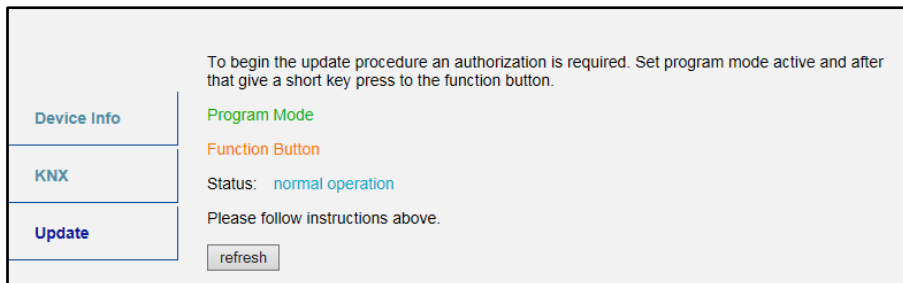 To begin the update procedure an authorization is required. Set program mode active and after
that give a short key press to the function button.
Device Info
Program Mode
Function Button
KNX
Status: normal operation
Please follow instructions above.
Update
refresh